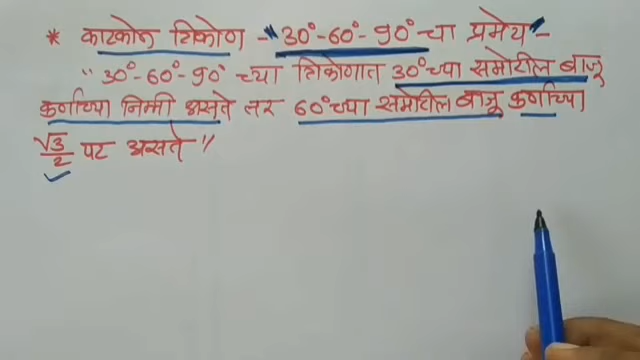 * काटकोन त्रिकोण - "30°-60°-90° चा प्रमेय" -
" 30°-60°-90° च्या त्रिकोणात 30° च्या समोरील बाजू
कर्णाच्या निम्मी असते तर 60° च्या समोरील बाजू कर्णाच्या
√3/2 पट असते "